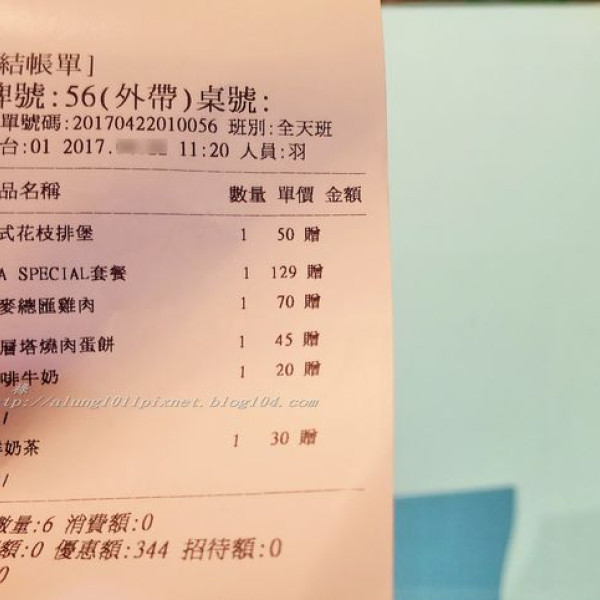 結帳單]
牌號:56(外帶)桌號:
單號碼:20170422010056 班別:全天班
台:01 2017. 11:20 人員:羽
品名稱 數量 單價 金額
式花枝排堡 1 50 贈
A SPECIAL套餐 1 129 贈
麥總匯雞肉 1 70 贈
層塔燒肉蛋餅 1 45 贈
啡牛奶 1 20 贈
http://nlung1011pixnet.blog104.com
奶茶 1 30 贈
數量:6 消費額:0
額:0 優惠額:344 招待額:0
0